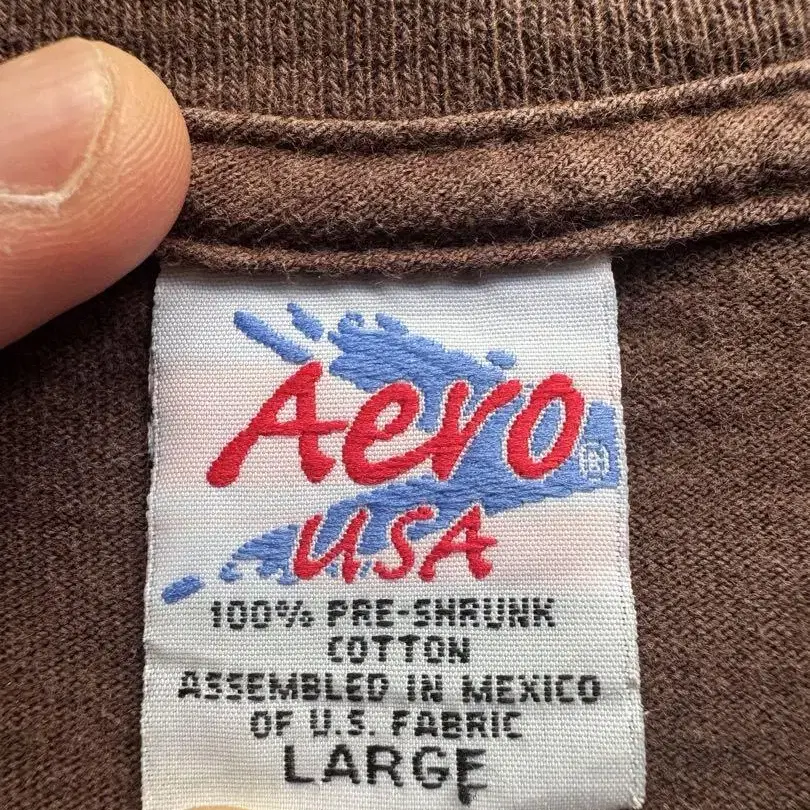 Aero ®
USA
100% PRE-SHRUNK
COTTON
ASSEMBLED IN MEXICO
OF U.S. FABRIC
LARGE